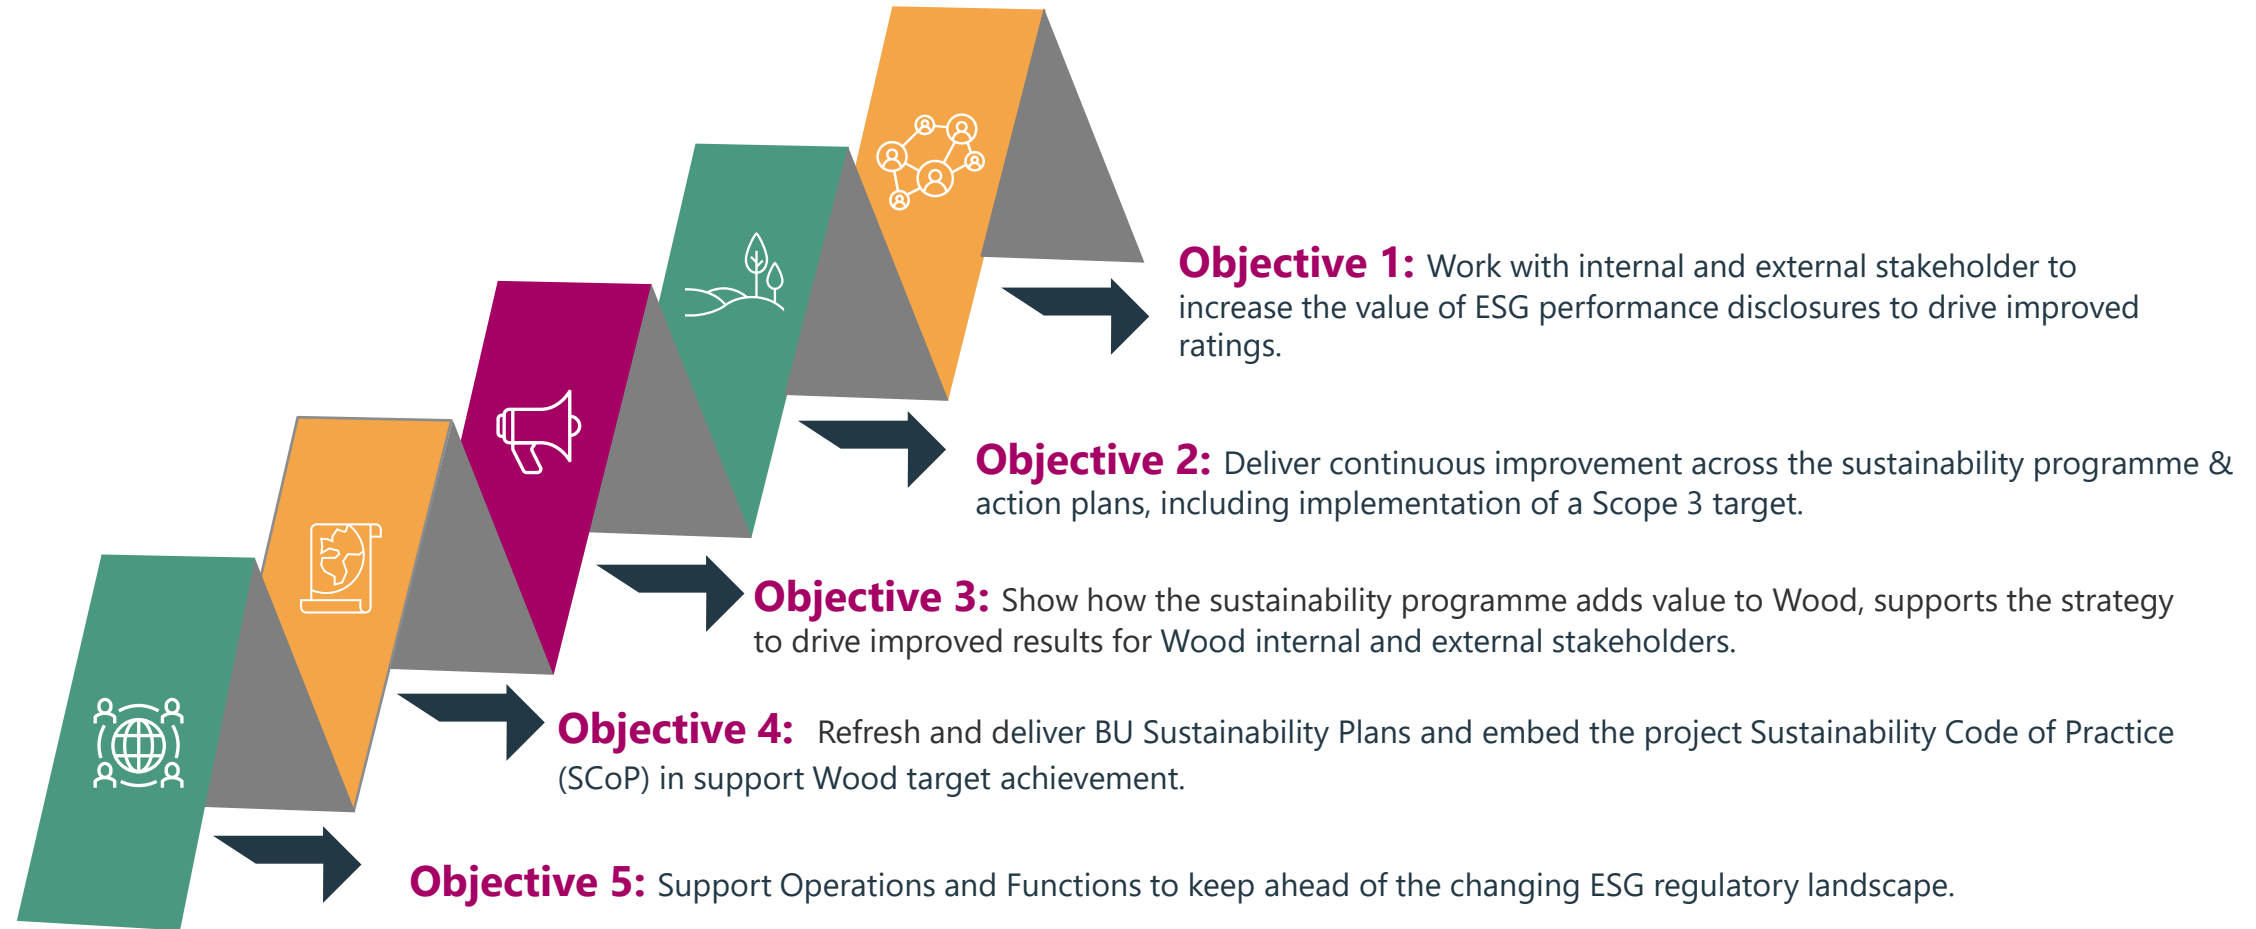 Objective 1: Work with internal and external stakeholder to
increase the value of ESG performance disclosures to drive improved
ratings.
Objective 2: Deliver continuous improvement across the sustainability programme &
action plans, including implementation of a Scope 3 target.
Objective 3: Show how the sustainability programme adds value to Wood, supports the strategy
to drive improved results for Wood internal and external stakeholders.
Objective 4: Refresh and deliver BU Sustainability Plans and embed the project Sustainability Code of Practice
(SCoP) in support Wood target achievement.
Objective 5: Support Operations and Functions to keep ahead of the changing ESG regulatory landscape.